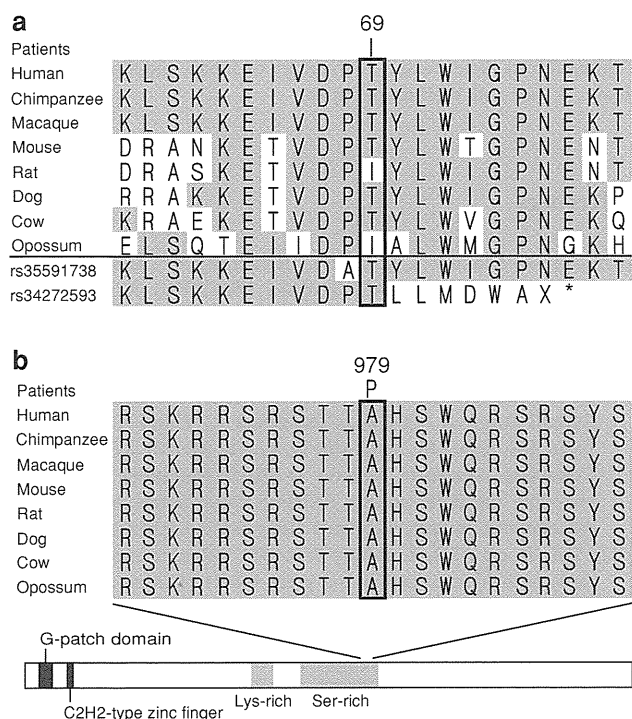 a
69
Patients I
Human K L S K K E I V D P T Y L W I G P N E K T
Chimpanzee K L S K K E I V D P T Y L W I G P N E K T
Macaque K L S K K E I V D P T Y L W I G P N E K T
Mouse D R A N K E T V D P T Y L W T G P N E N T
Rat D R A S K E T V D P I Y L W I G P N E N T
Dog R R A K K E T V D P T Y L W I G P N E K P
Cow K R A E K E T V D P T Y L W V G P N E K Q
Opossum E L S Q T E I I D P I A L W M G P N G K H
rs35591738 K L S K K E I V D A T Y L W I G P N E K T
rs34272593 K L S K K E I V D P T L L M D W A X *
b
979
Patients P
Human R S K R R S R S T T A H S W Q R S R S Y S
Chimpanzee R S K R R S R S T T A H S W Q R S R S Y S
Macaque R S K R R S R S T T A H S W Q R S R S Y S
Mouse R S K R R S R S T T A H S W Q R S R S Y S
Rat R S K R R S R S T T A H S W Q R S R S Y S
Dog R S K R R S R S T T A H S W Q R S R S Y S
Cow R S K R R S R S T T A H S W Q R S R S Y S
Opossum R S K R R S R S T T A H S W Q R S R S Y S
G-patch domain
Lys-rich Ser-rich
C2H2-type zinc finger